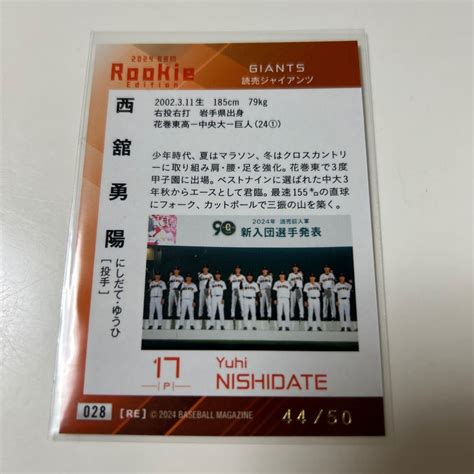 2024 BBM
Rookie
Edition
GIANTS
読売ジャイアンツ
西舘勇陽
にしだて・ゆうひ
[投手]
2002.3.11生 185cm 79kg
右投右打 岩手県出身
花巻東高ー中央大ー巨人(24①)
少年時代、夏はマラソン、冬はクロスカントリ
ーに取り組み肩・腰・足を強化。花巻東で3度
甲子園に出場。ベストナインに選ばれた中大3
年秋からエースとして君臨。最速155㌔の直球
にフォーク、カットボールで三振の山を築く。
90
2024年 読売巨人軍
新入団選手発表
17
P
Yuhi
NISHIDATE
028
[RE] © 2024 BASEBALL MAGAZINE
44/50